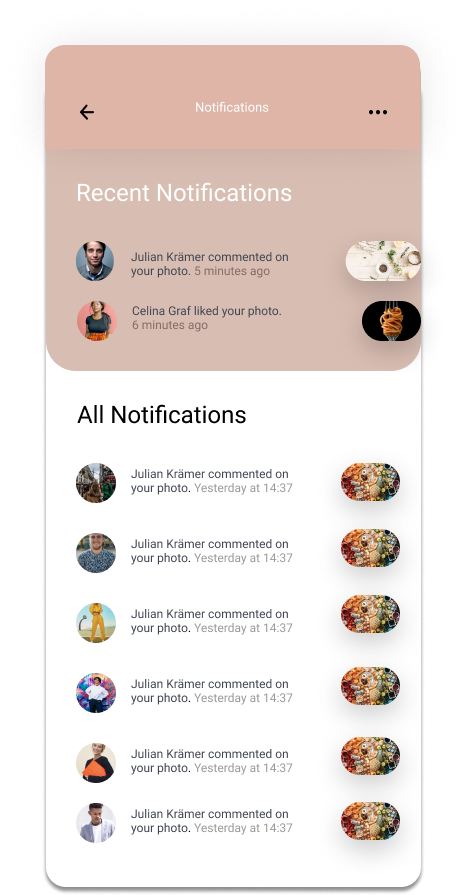 Notifications
Recent Notifications
Julian Krämer commented on
your photo. 5 minutes ago
Celina Graf liked your photo.
6 minutes ago
All Notifications
Julian Krämer commented on
your photo. Yesterday at 14:37
Julian Krämer commented on
your photo. Yesterday at 14:37
Julian Krämer commented on
your photo. Yesterday at 14:37
Julian Krämer commented on
your photo. Yesterday at 14:37
Julian Krämer commented on
your photo. Yesterday at 14:37
Julian Krämer commented on
your photo. Yesterday at 14:37